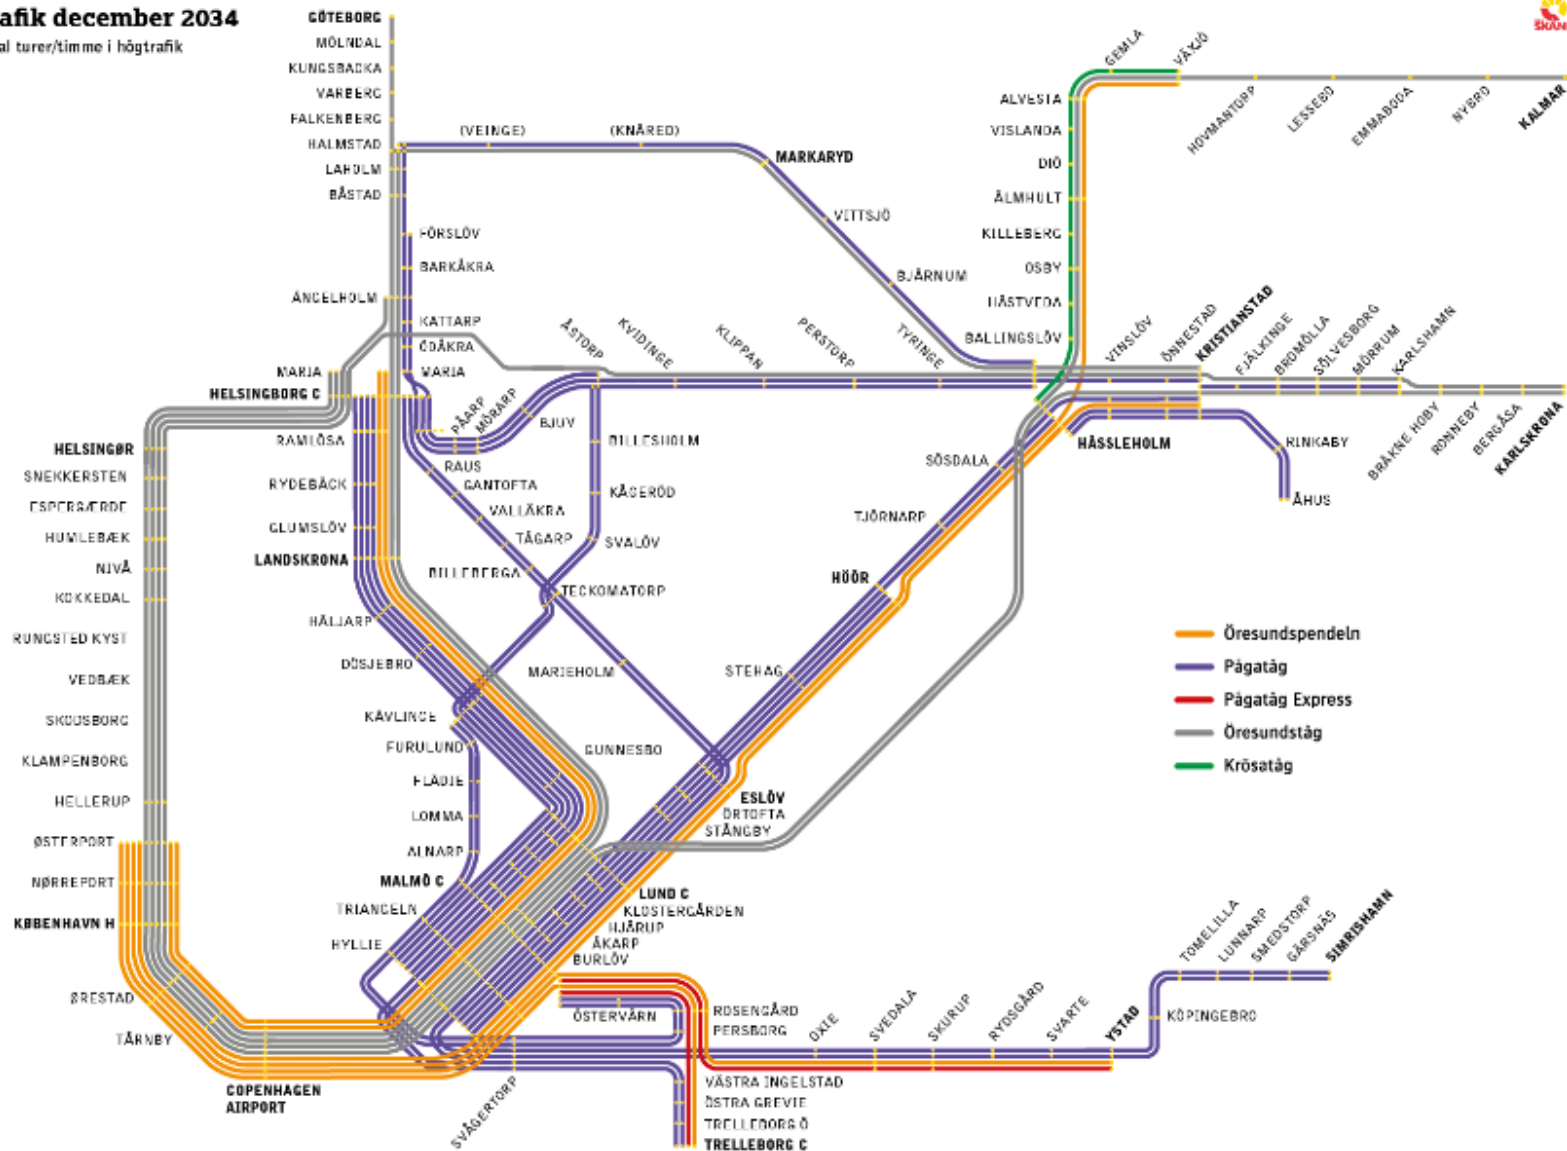 afik december 2034
al turer/timme i högtrafik
SKÅN
GÖTEBORG
MÖLNDAL
KUNGSBACKA
VARBERG
FALKENBERG
HALMSTAD
LAHOLM
BÅSTAD
(VEINGE)
(KNÄRED)
MARKARYD
VITTSJÖ
BJÄRNUM
TYRINGE
FÖRSLÖV
BARKÅKRA
ÄNGELHOLM
KATTARP
ÖDÅKRA
MARIA
MARIA
HELSINGBORG C
ÅSTORP
KVIDINGE
KLIPPAN
PERSTORP
GEMLA
VÄXJÖ
ALVESTA
VISLANDA
DIÖ
ÄLMHULT
KILLEBERG
OSBY
HÄSTVEDA
BALLINGSLÖV
HOVMANTORP
LESSEBO
EMMABODA
NYBRO
KALMAR
VINSLÖV
ÖNNESTAD
KRISTIANSTAD
FJÄLKINGE
BROMÖLLA
SÖLVESBORG
MÖRRUM
KARLSHAMN
BRÄKNE HOBY
RONNEBY
BERGÅSA
KARLSKRONA
HÄSSLEHOLM
RINKABY
ÅHUS
PÅARP
MÖRARP
BJUV
RAUS
GANTOFTA
VALLÅKRA
TÅGARP
BILLEBERGA
TECKOMATORP
MARIEHOLM
BILLESHOLM
KÅGERÖD
SVALÖV
RAMLÖSA
RYDEBÄCK
GLUMSLÖV
LANDSKRONA
HÄLJARP
DÖSJEBRO
KÄVLINGE
FURULUND
FLÄDIE
LOMMA
ALNARP
GUNNESBO
SÖSDALA
TJÖRNARP
HÖÖR
STEHAG
ESLÖV
ÖRTOFTA
STÅNGBY
LUND C
KLOSTERGÅRDEN
HJÄRUP
ÅKARP
BURLÖV
MALMÖ C
TRIANGELN
HYLLIE
HELSINGØR
SNEKKERSTEN
ESPERGÆRDE
HUMLEBÆK
NIVÅ
KOKKEDAL
RUNGSTED KYST
VEDBÆK
SKODSBORG
KLAMPENBORG
HELLERUP
ØSTERPORT
NØRREPORT
KØBENHAVN H
ØRESTAD
TÅRNBY
COPENHAGEN
AIRPORT
SVÅGERTORP
ÖSTERVÄRN
ROSENGÅRD
PERSBORG
OXIE
SVEDALA
SKURUP
RYDSGÅRD
SVARTE
YSTAD
KÖPINGEBRO
TOMELILLA
LUNNARP
SMEDSTORP
GÄRSNÄS
SIMRISHAMN
VÄSTRA INGELSTAD
ÖSTRA GREVIE
TRELLEBORG Ö
TRELLEBORG C
Öresundspendeln
Pågatåg
Pågatåg Express
Öresundståg
Krösatåg